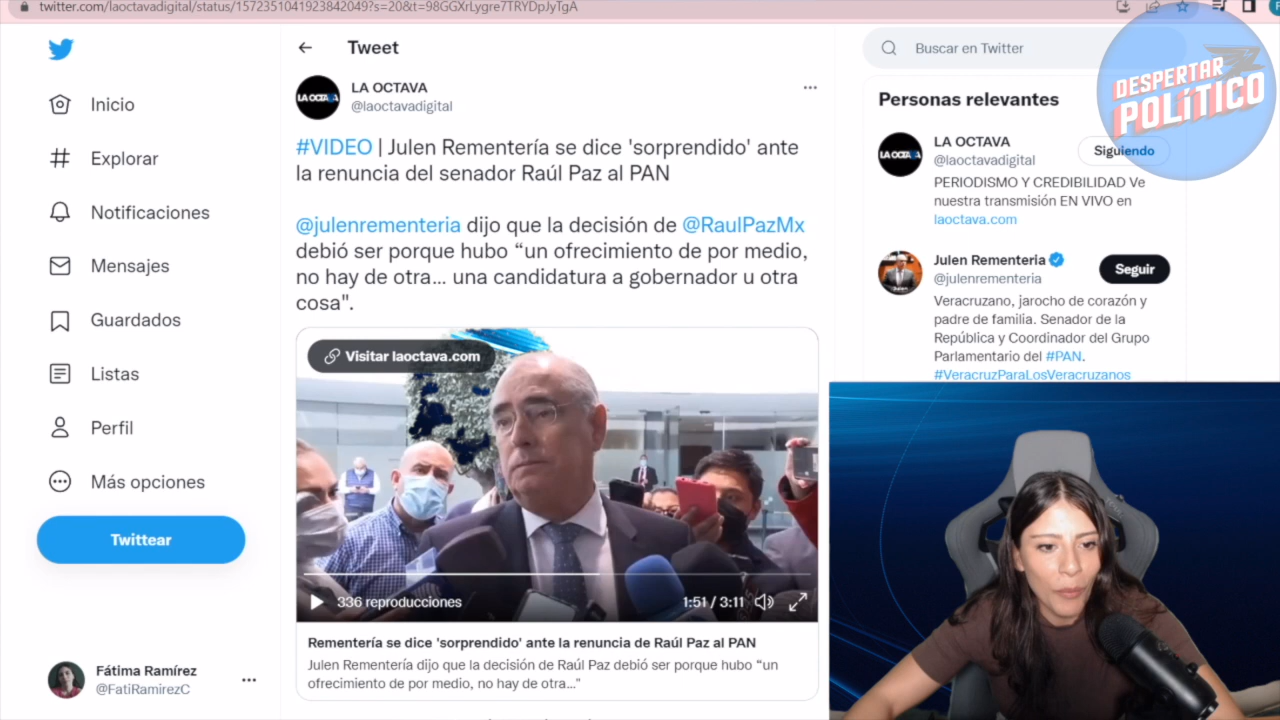 twitter.com/laoctavadigital/status/1572351041923842049?s=20&t=98GGXrLygre7TRYDpJyTgA
Inicio
Explorar
Notificaciones
Mensajes
Guardados
Listas
Perfil
Más opciones
Twittear
Fátima Ramírez
@FatiRamirezC
Tweet
LA OCTAVA
LA OCTAVA
@laoctavadigital
#VIDEO | Julen Rementería se dice 'sorprendido' ante
la renuncia del senador Raúl Paz al PAN
@julenrementeria dijo que la decisión de @RaulPazMx
debió ser porque hubo “un ofrecimiento de por medio,
no hay de otra... una candidatura a gobernador u otra
cosa".
Visitar laoctava.com
336 reproducciones
1:51 / 3:11
Rementería se dice 'sorprendido' ante la renuncia de Raúl Paz al PAN
Julen Rementería dijo que la decisión de Raúl Paz debió ser porque hubo “un
ofrecimiento de por medio, no hay de otra..."
Buscar en Twitter
DESPERTAR
POLÍTICO
Personas relevantes
LA OCTAVA
LA OCTAVA
@laoctavadigital
Siguiendo
PERIODISMO Y CREDIBILIDAD Ve
nuestra transmisión EN VIVO en
laoctava.com
Julen Rementeria
@julenrementeria
Seguir
Veracruzano, jarocho de corazón y
padre de familia. Senador de la
República y Coordinador del Grupo
Parlamentario del #PAN.
#VeracruzParaLosVeracruzanos